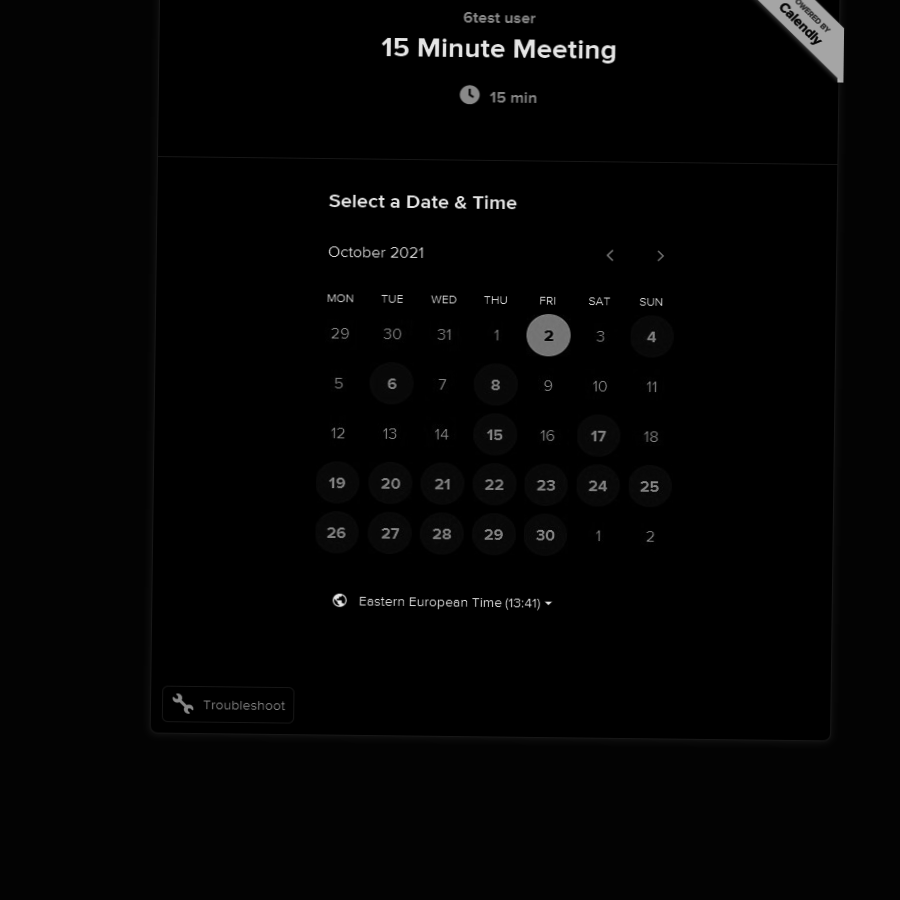 6test user
15 Minute Meeting
15 min
POWERED BY
Calendly
Select a Date & Time
October 2021
MON TUE WED THU FRI SAT SUN
29 30 31 1 2 3 4
5 6 7 8 9 10 11
12 13 14 15 16 17 18
19 20 21 22 23 24 25
26 27 28 29 30 1 2
Eastern European Time (13:41)
Troubleshoot